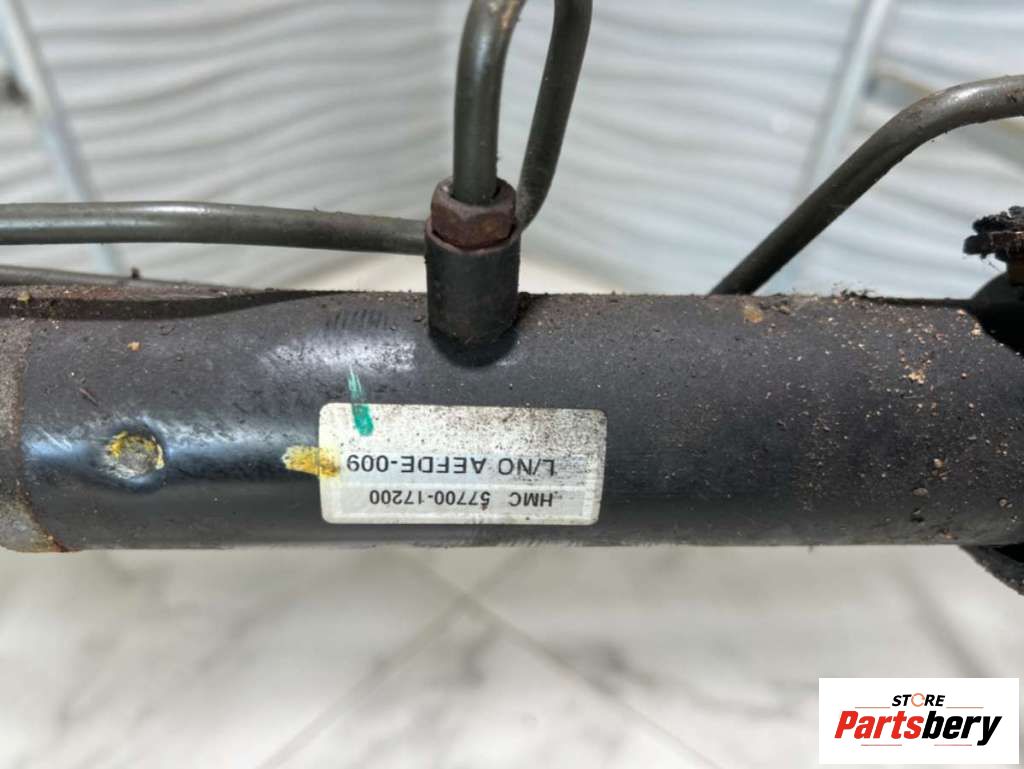 HMC 57700-17200
L/NO AEFDE-009
STORE
Partsbery